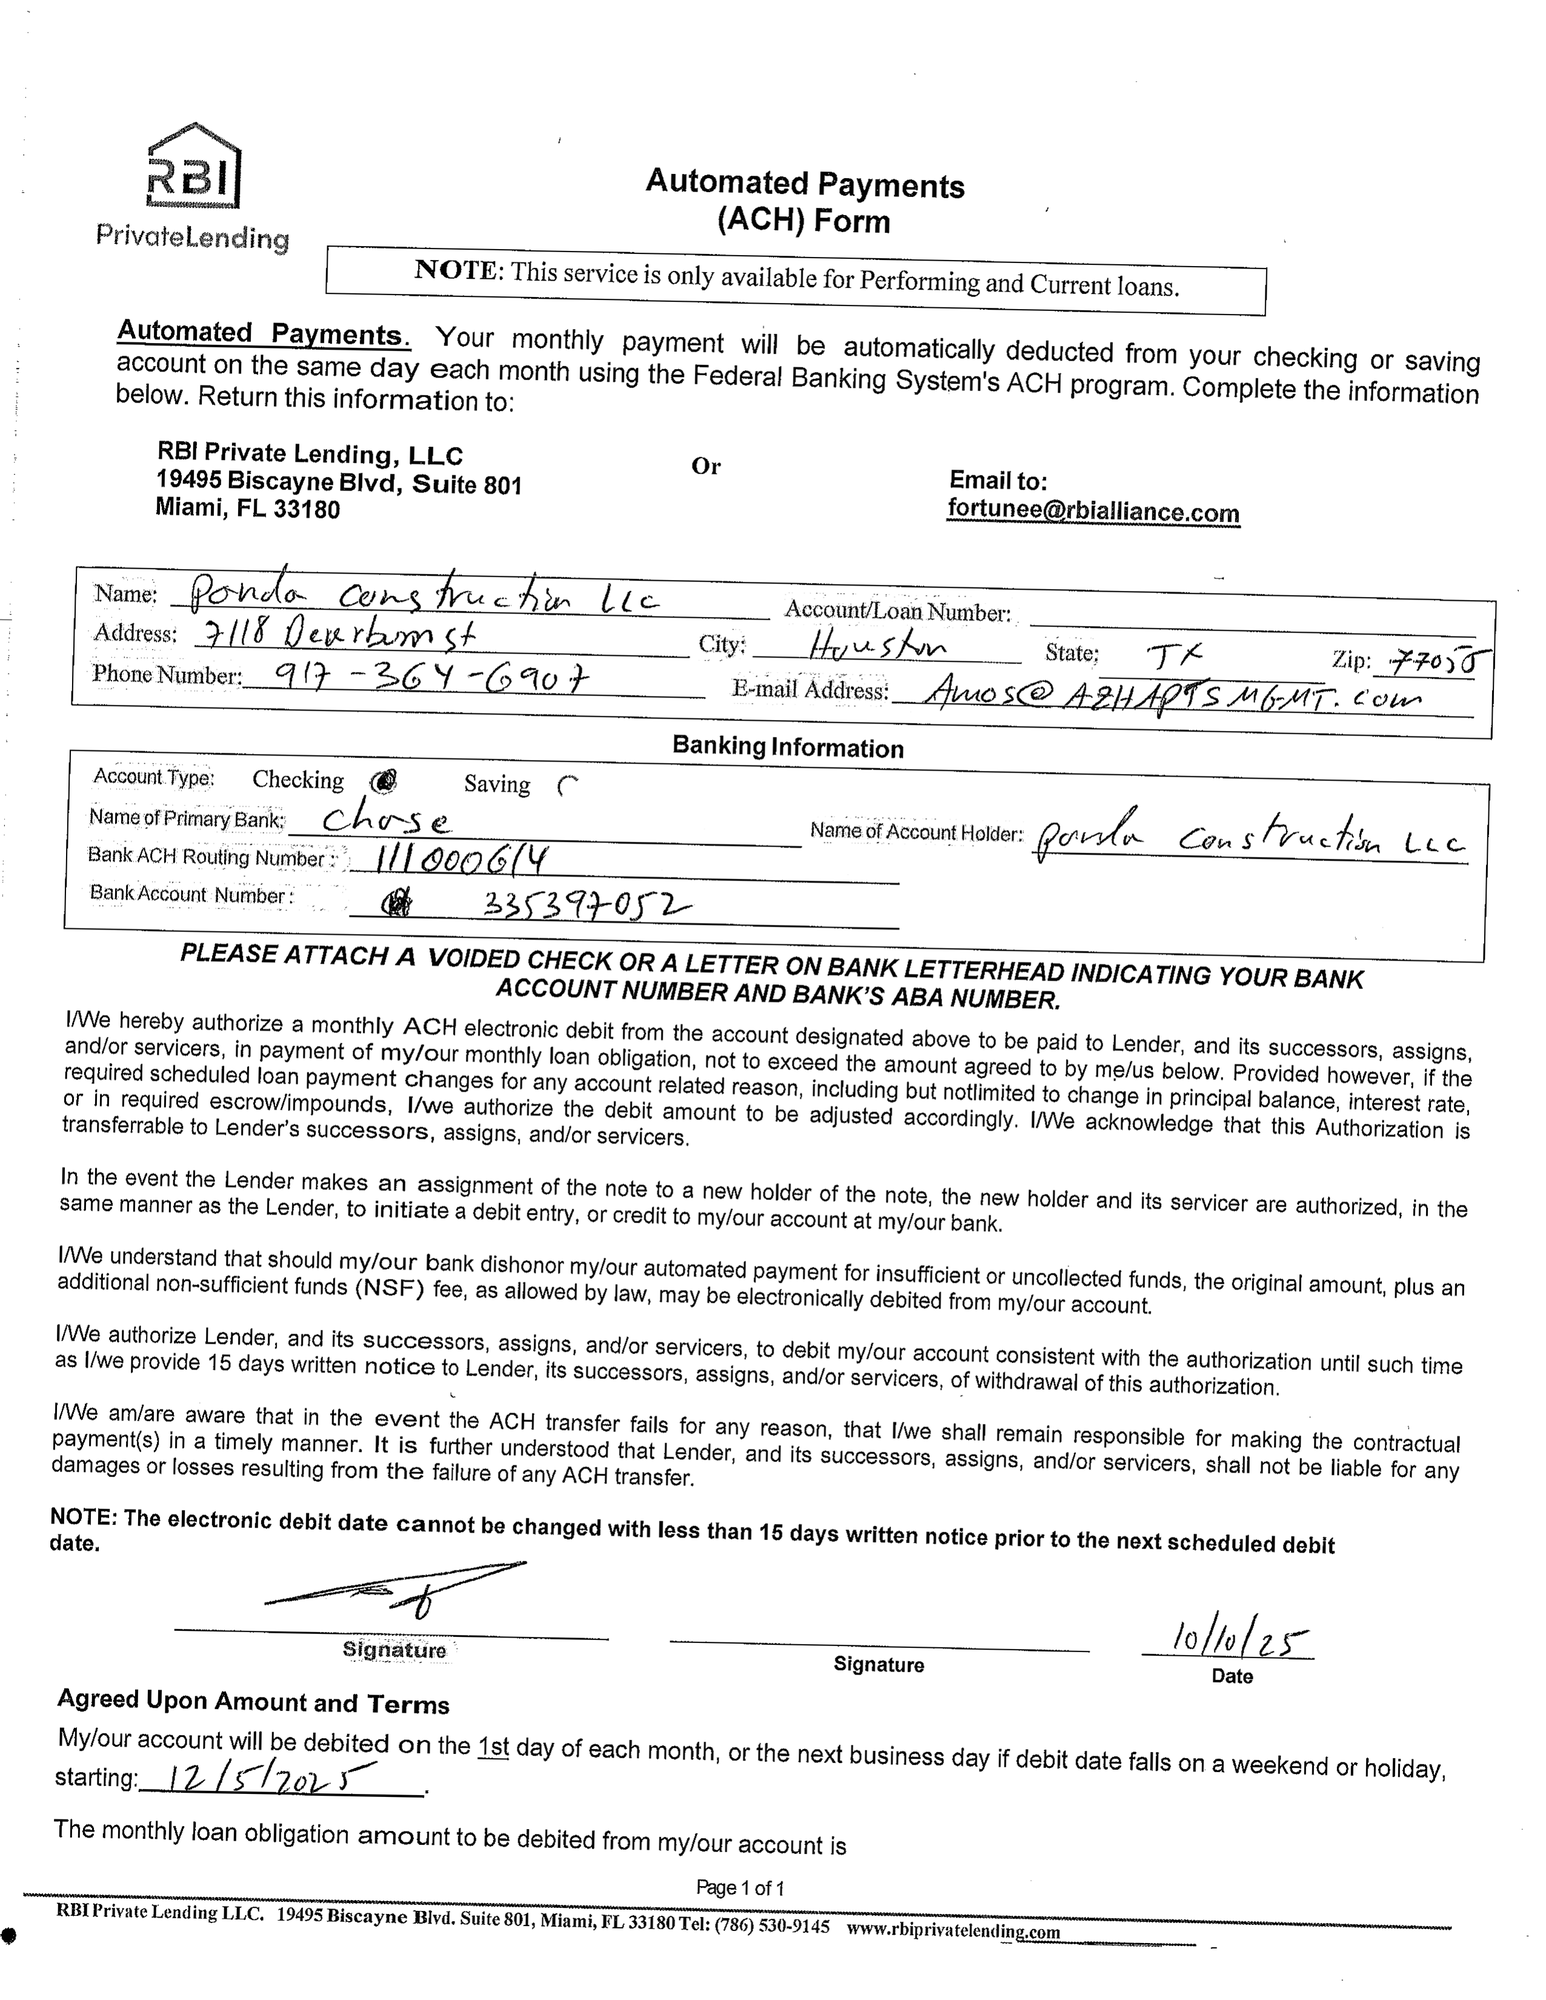 RBI
PrivateLending
Automated Payments
(ACH) Form
NOTE: This service is only available for Performing and Current loans.
Automated Payments. Your monthly payment will be automatically deducted from your checking or saving
account on the same day each month using the Federal Banking System's ACH program. Complete the information
below. Return this information to:
RBI Private Lending, LLC
19495 Biscayne Blvd, Suite 801
Miami, FL 33180
Or
Email to:
fortunee@rbialliance.com
Name: Panda Construction LLC Account/Loan Number:
Address: 7118 St City: Houston State: TX Zip:
Phone Number: 917-364-6907 E-mail Address: Amos@AZHAPTSMGMT.com
Banking Information
Account Type: Checking Saving
Name of Primary Bank: Chase Name of Account Holder: Panda Construction LLC
Bank ACH Routing Number: 111000614
Bank Account Number: 335397052
PLEASE ATTACH A VOIDED CHECK OR A LETTER ON BANK LETTERHEAD INDICATING YOUR BANK
ACCOUNT NUMBER AND BANK'S ABA NUMBER.
I/We hereby authorize a monthly ACH electronic debit from the account designated above to be paid to Lender, and its successors, assigns,
and/or servicers, in payment of my/our monthly loan obligation, not to exceed the amount agreed to by me/us below. Provided however, if the
required scheduled loan payment changes for any account related reason, including but notlimited to change in principal balance, interest rate,
or in required escrow/impounds, I/we authorize the debit amount to be adjusted accordingly. I/We acknowledge that this Authorization is
transferrable to Lender's successors, assigns, and/or servicers.
In the event the Lender makes an assignment of the note to a new holder of the note, the new holder and its servicer are authorized, in the
same manner as the Lender, to initiate a debit entry, or credit to my/our account at my/our bank.
I/We understand that should my/our bank dishonor my/our automated payment for insufficient or uncollected funds, the original amount, plus an
additional non-sufficient funds (NSF) fee, as allowed by law, may be electronically debited from my/our account.
I/We authorize Lender, and its successors, assigns, and/or servicers, to debit my/our account consistent with the authorization until such time
as I/we provide 15 days written notice to Lender, its successors, assigns, and/or servicers, of withdrawal of this authorization.
I/We am/are aware that in the event the ACH transfer fails for any reason, that I/we shall remain responsible for making the contractual
payment(s) in a timely manner. It is further understood that Lender, and its successors, assigns, and/or servicers, shall not be liable for any
damages or losses resulting from the failure of any ACH transfer.
NOTE: The electronic debit date cannot be changed with less than 15 days written notice prior to the next scheduled debit
date.
10/10/25
Signature Signature Date
Agreed Upon Amount and Terms
My/our account will be debited on the 1st day of each month, or the next business day if debit date falls on a weekend or holiday,
starting: 12/5/2025.
The monthly loan obligation amount to be debited from my/our account is
Page 1 of 1
RBI Private Lending LLC. 19495 Biscayne Blvd. Suite 801, Miami, FL 33180 Tel: (786) 530-9145 www.rbiprivatelending.com